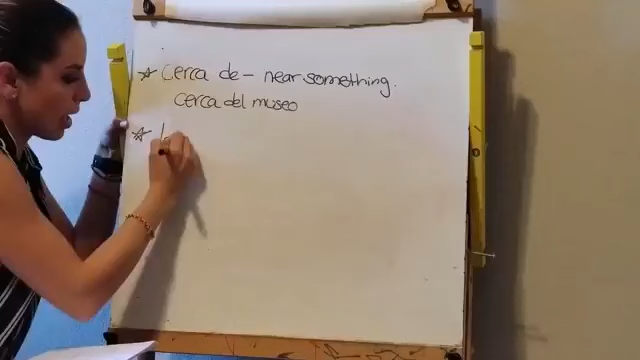 ☆ cerca de - near something.
cerca del museo
☆ l